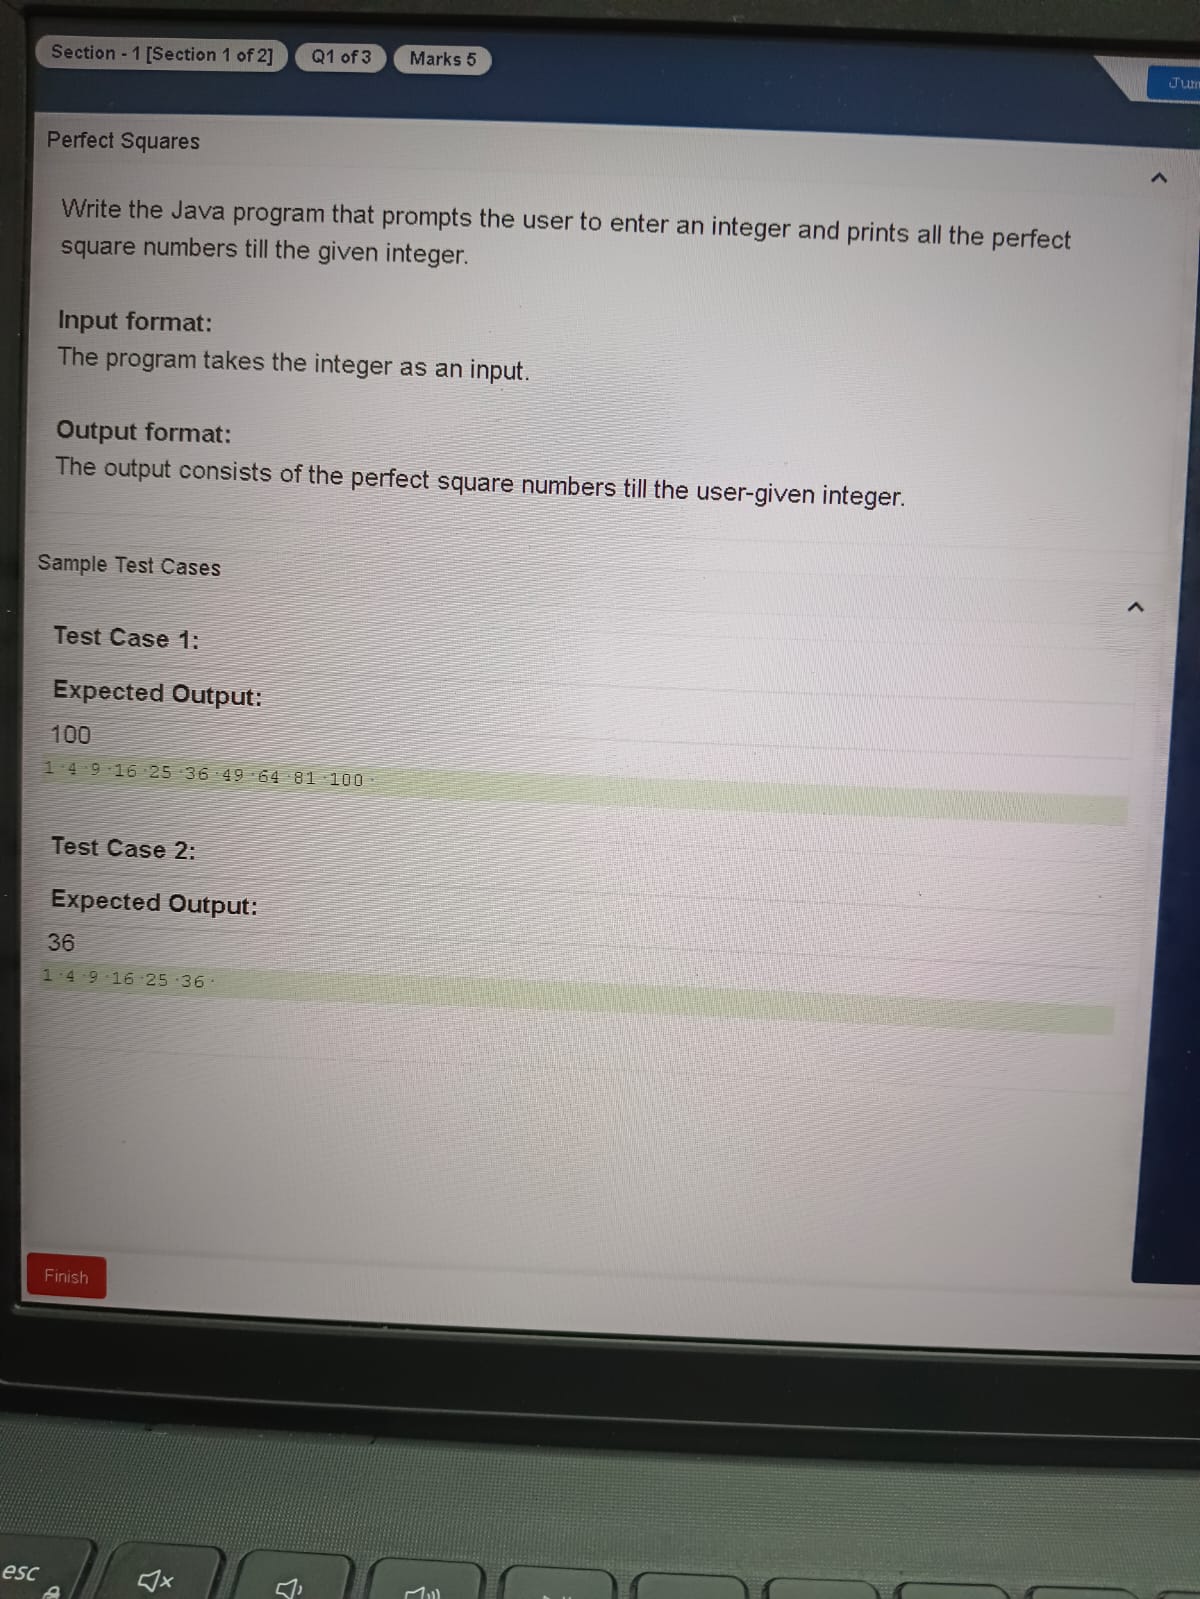 Section - 1 [Section 1 of 2] Q1 of 3 Marks 5
Perfect Squares
Write the Java program that prompts the user to enter an integer and prints all the perfect
square numbers till the given integer.
Input format:
The program takes the integer as an input.
Output format:
The output consists of the perfect square numbers till the user-given integer.
Sample Test Cases
Test Case 1:
Expected Output:
100
1·4·9·16·25·36·49·64·81·100·
Test Case 2:
Expected Output:
36
1·4·9·16·25·36·
Finish
esc